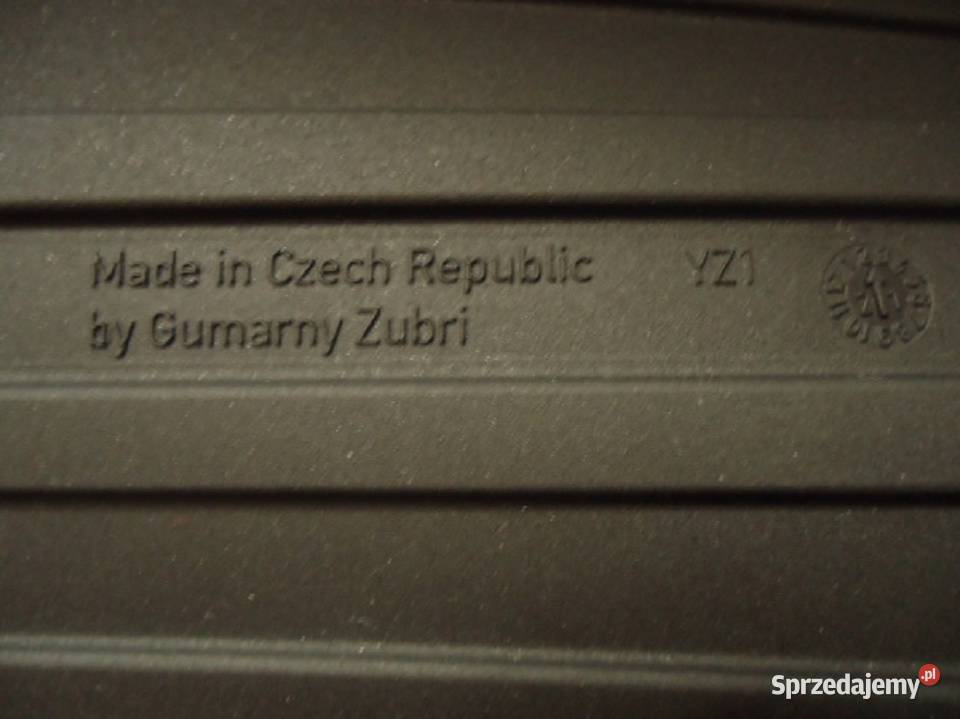 Made in Czech Republic YZ1
by Gumarny Zubri
Sprzedajemy.pl